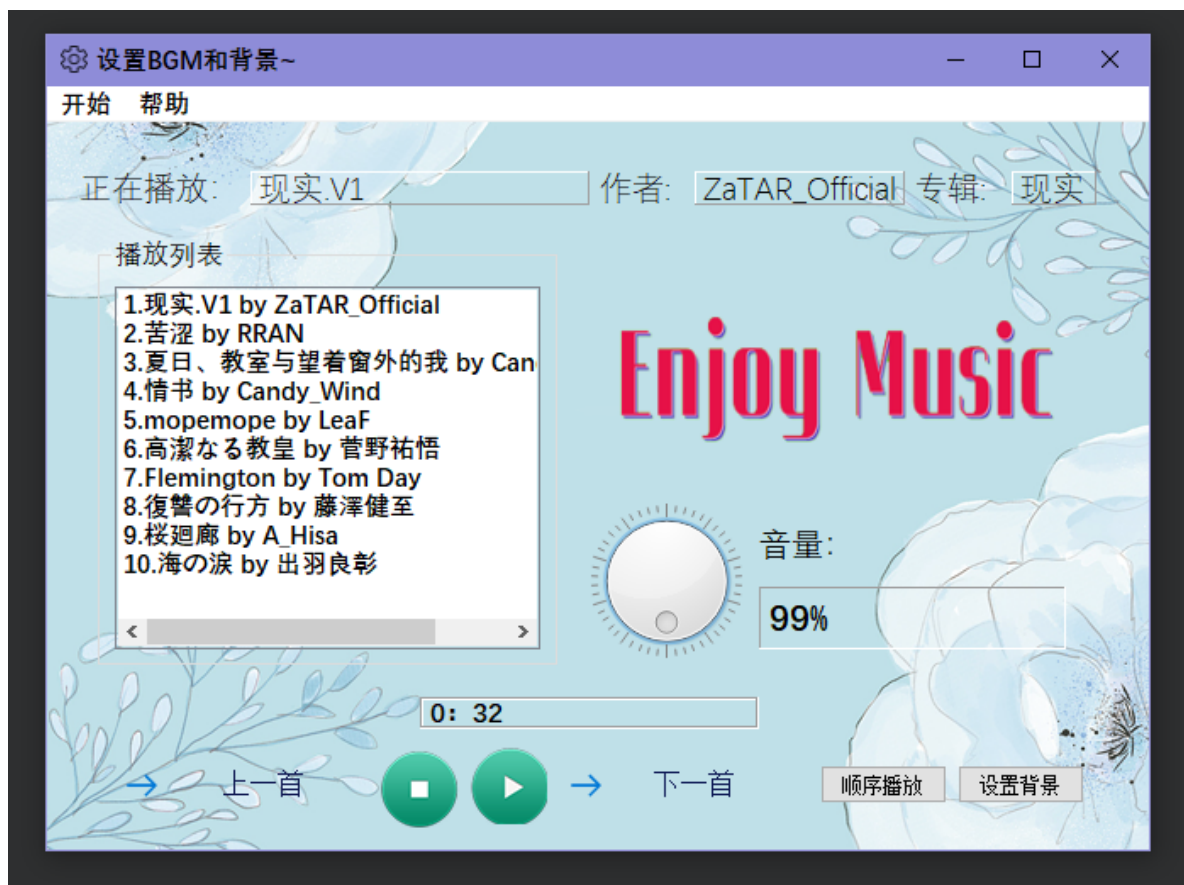 设置BGM和背景~
开始 帮助
正在播放: 现实.V1 作者: ZaTAR_Official 专辑: 现实
播放列表
1.现实.V1 by ZaTAR_Official
2.苦涩 by RRAN
3.夏日、教室与望着窗外的我 by Can
4.情书 by Candy_Wind
5.mopemope by LeaF
6.高潔なる教皇 by 菅野祐悟
7.Flemington by Tom Day
8.復讐の行方 by 藤澤健至
9.桜廻廊 by A_Hisa
10.海の涙 by 出羽良彰
Enjoy Music
音量:
99%
0: 32
上一首 下一首 顺序播放 设置背景